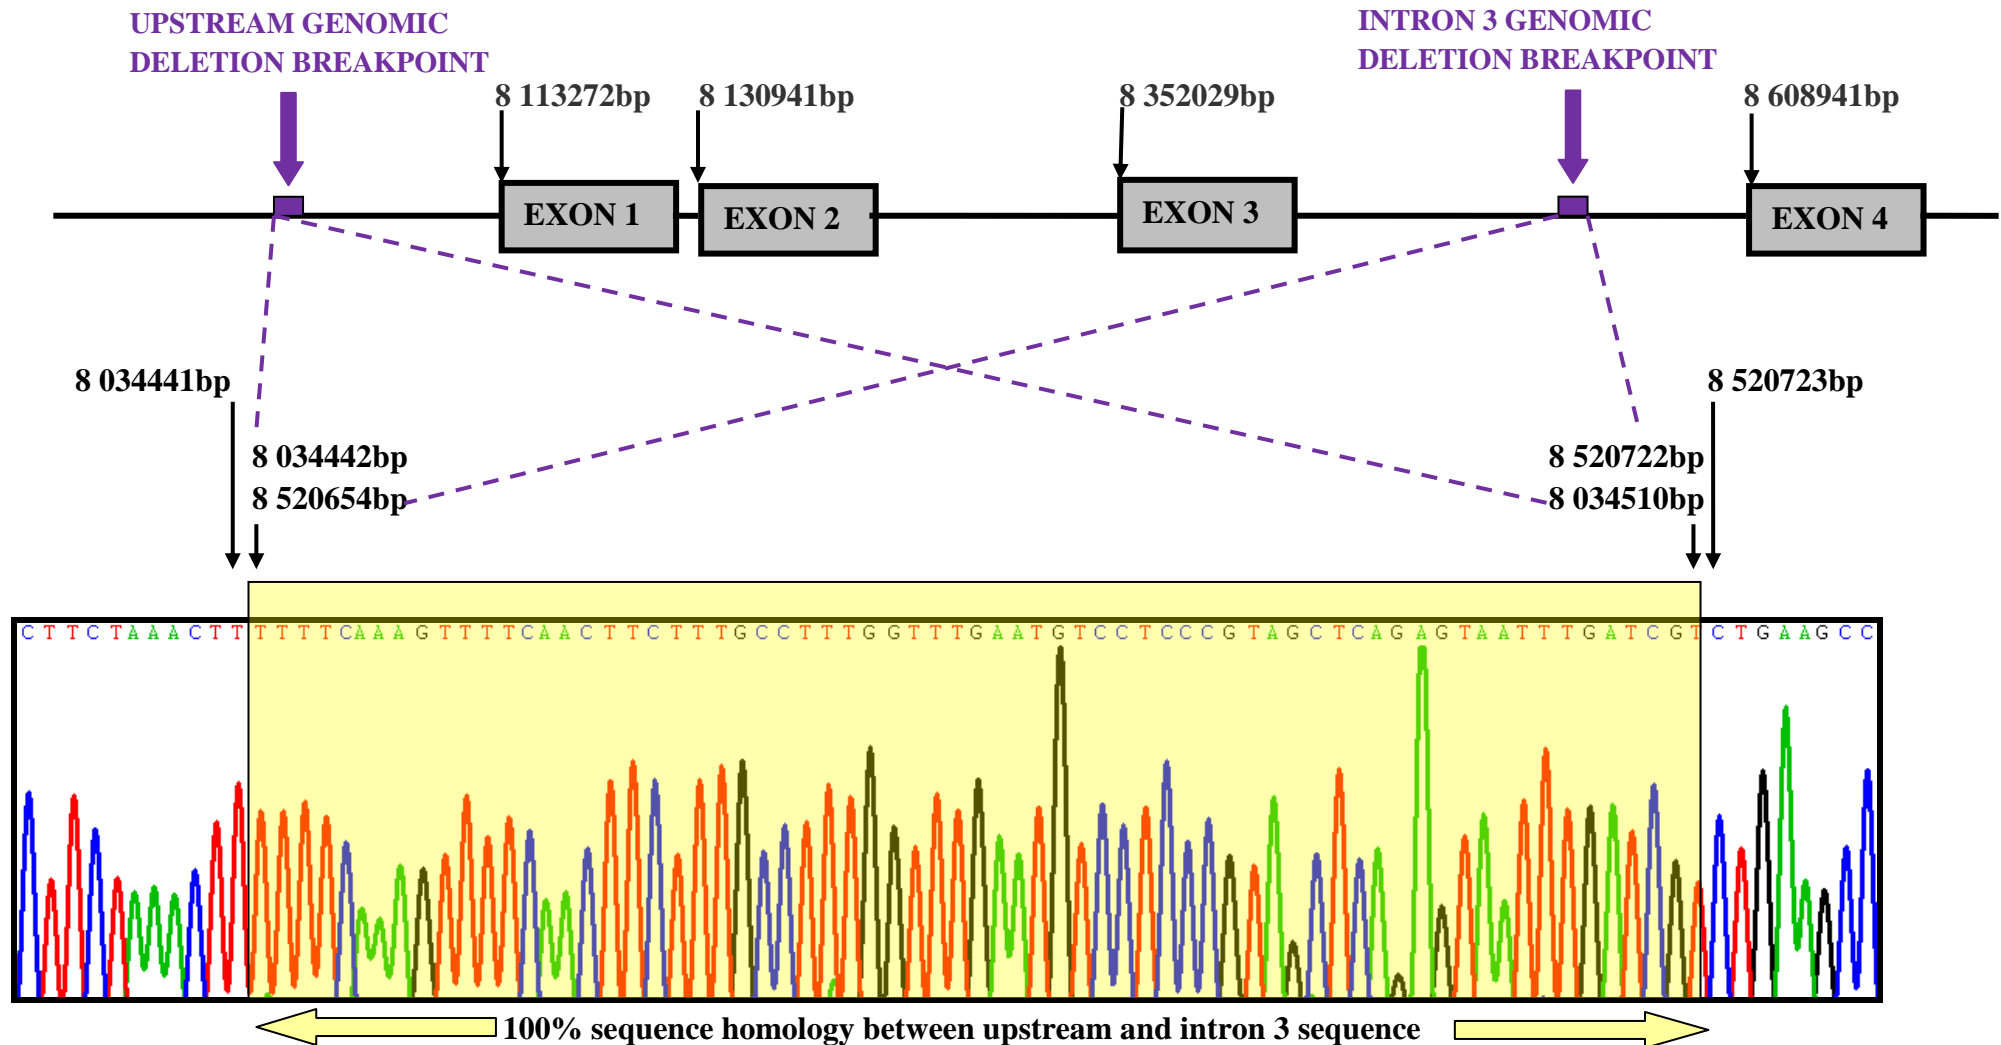 UPSTREAM GENOMIC
DELETION BREAKPOINT
INTRON 3 GENOMIC
DELETION BREAKPOINT
8 113272bp
8 130941bp
8 352029bp
8 608941bp
EXON 1
EXON 2
EXON 3
EXON 4
8 034441bp
8 520723bp
8 034442bp
8 520654bp
8 520722bp
8 034510bp
CTTCTAAACTTTTTTCAAAGTTTTCAACTTCTTTGCCTTTGGTTTGAATGTCCTCCCGTAGCTCAGAGTAATTTGATCGTCTGAAGCC
100% sequence homology between upstream and intron 3 sequence